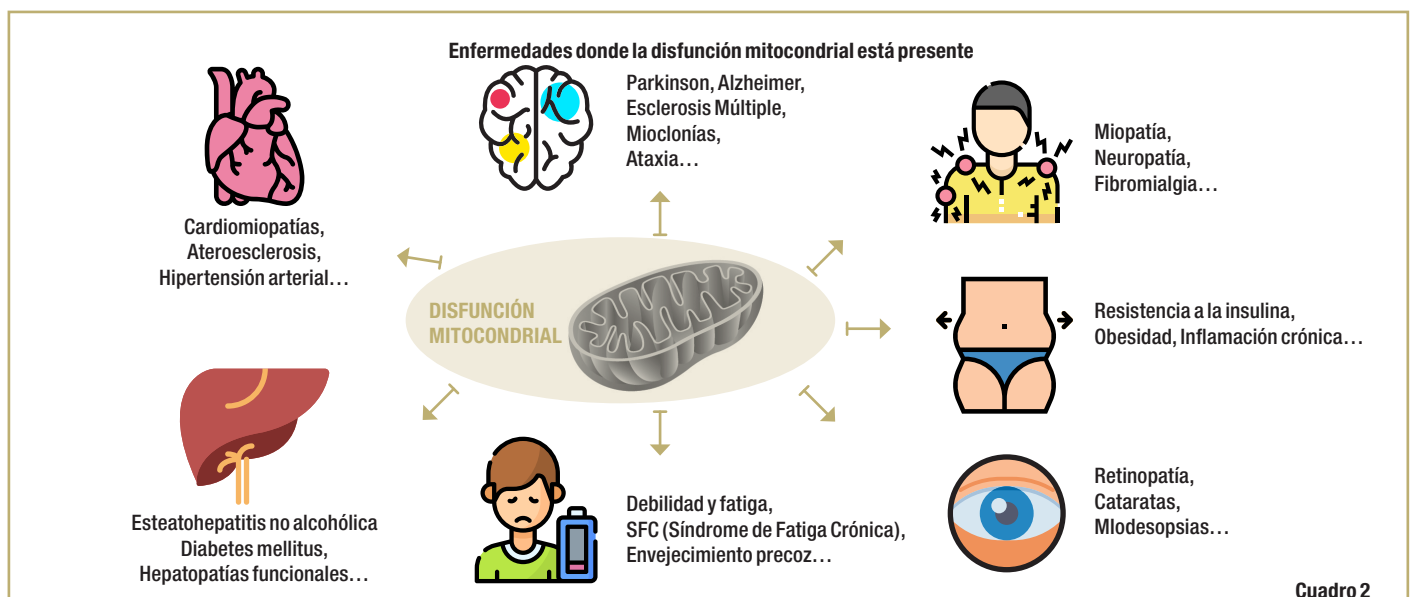 Enfermedades donde la disfunción mitocondrial está presente
Parkinson, Alzheimer,
Esclerosis Múltiple,
Mioclonías,
Ataxia…
Miopatía,
Neuropatía,
Fibromialgia…
Cardiomiopatías,
Ateroesclerosis,
Hipertensión arterial…
DISFUNCIÓN
MITOCONDRIAL
Resistencia a la insulina,
Obesidad, Inflamación crónica…
Esteatohepatitis no alcohólica
Diabetes mellitus,
Hepatopatías funcionales…
Debilidad y fatiga,
SFC (Síndrome de Fatiga Crónica),
Envejecimiento precoz…
Retinopatía,
Cataratas,
MIodesopsias…
Cuadro 2